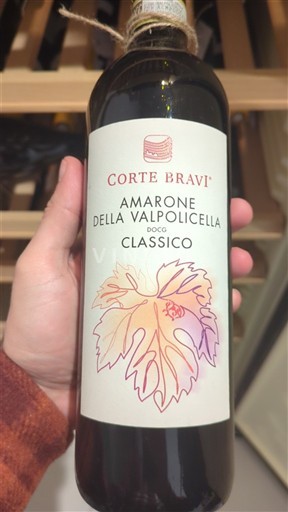 CORTE BRAVI®
AMARONE
DELLA VALPOLICELLA
DOCG
CLASSICO